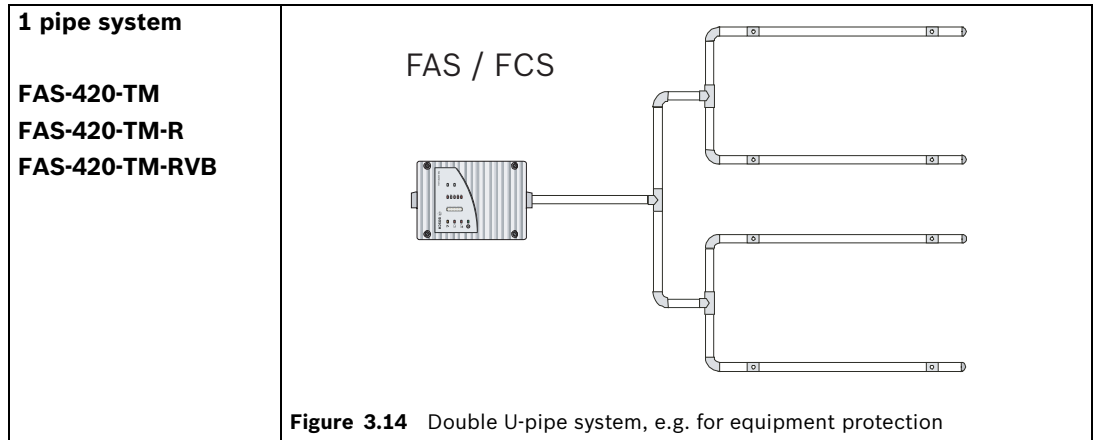 1 pipe system
FAS-420-TM
FAS-420-TM-R
FAS-420-TM-RVB
FAS / FCS
Figure 3.14 Double U-pipe system, e.g. for equipment protection